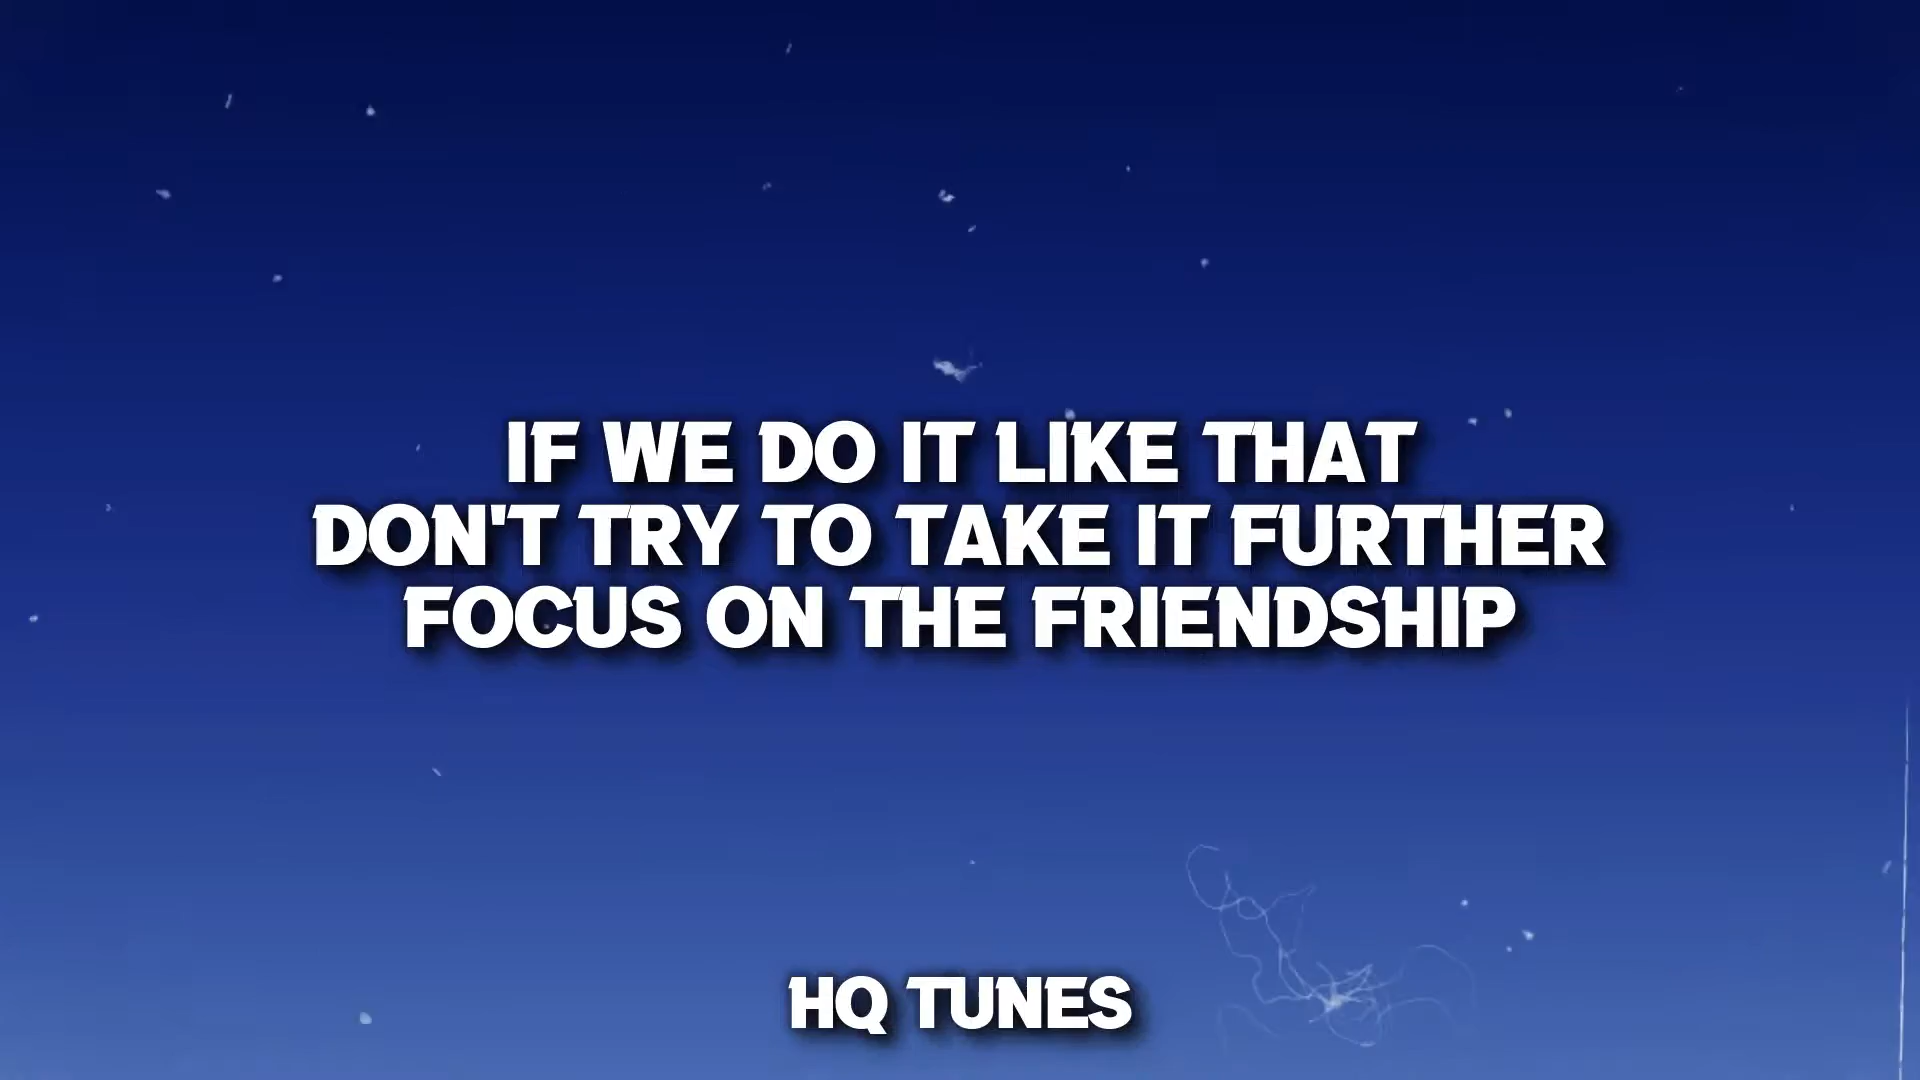 IF WE DO IT LIKE THAT
DON'T TRY TO TAKE IT FURTHER
FOCUS ON THE FRIENDSHIP
HQ TUNES